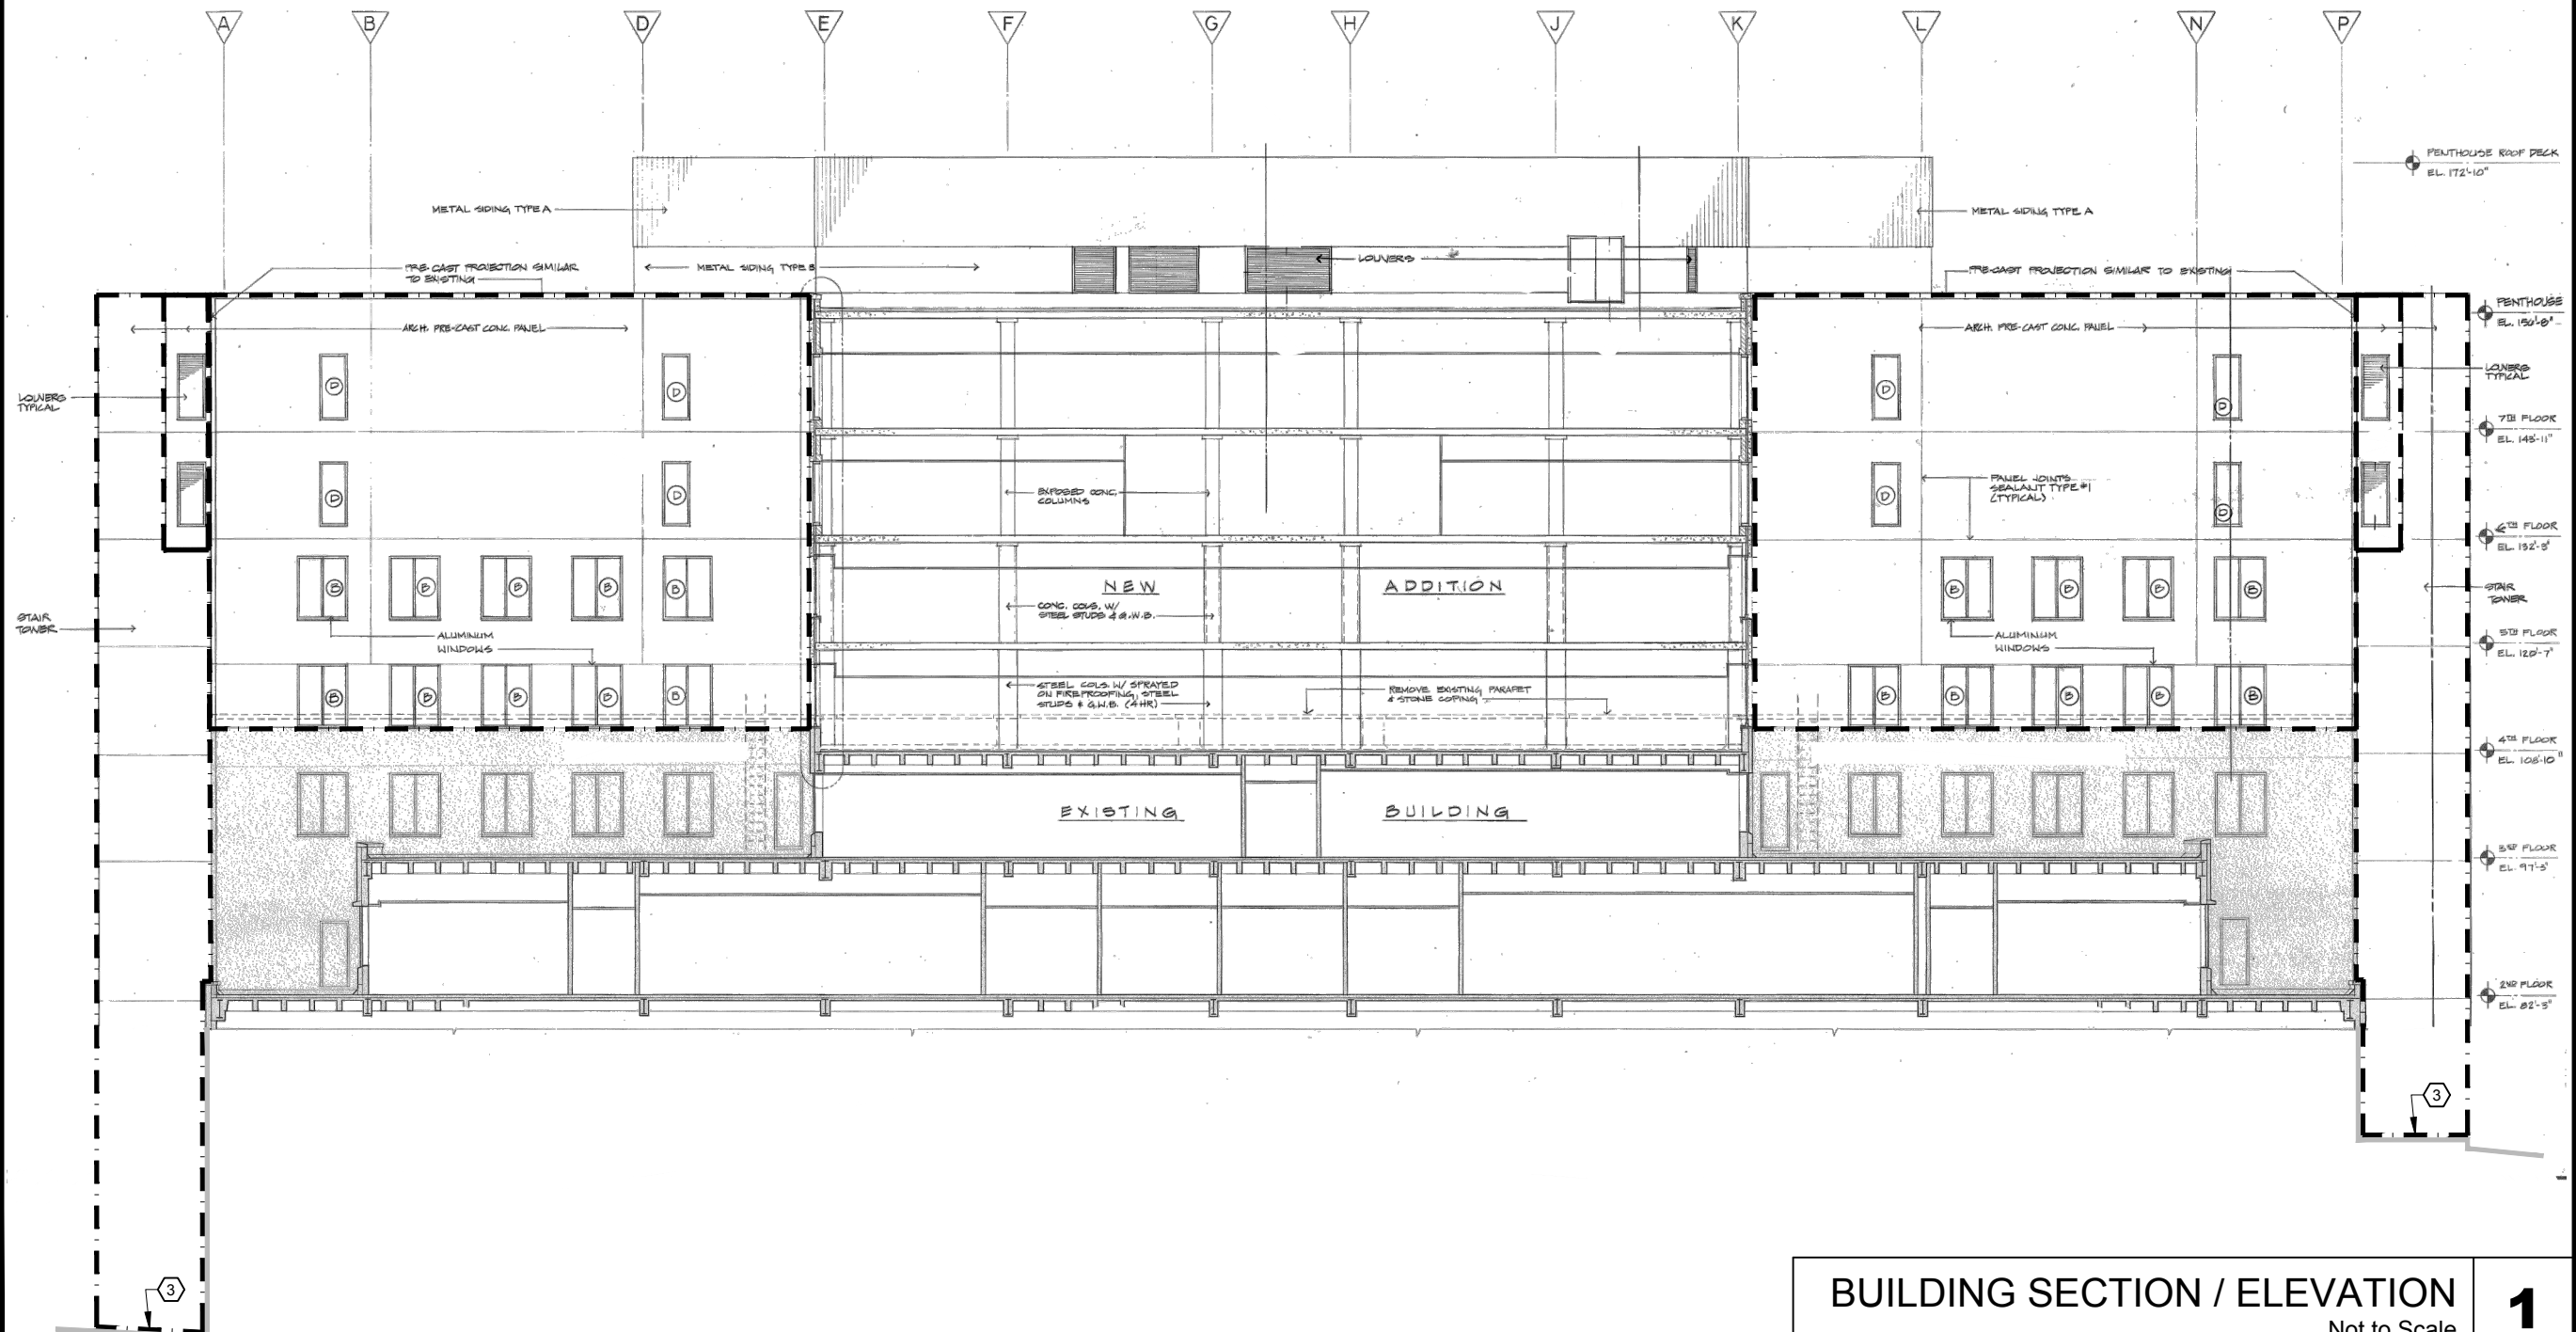 A B D E F G H J K L N P
PENTHOUSE ROOF DECK
EL. 172'-10"
METAL SIDING TYPE A
METAL SIDING TYPE A
PRE-CAST PROJECTION SIMILAR
TO EXISTING
METAL SIDING TYPE B
LOUVERS
PRE-CAST PROJECTION SIMILAR TO EXISTING
PENTHOUSE
ARCH. PRE-CAST CONC. PANEL
ARCH. PRE-CAST CONC. PANEL
LOUVERS
TYPICAL
LOUVERS
TYPICAL
D D D D
7TH FLOOR
EL. 145'-11"
EXPOSED CONC.
COLUMNS
PANEL JOINTS
SEALANT TYPE #1
(TYPICAL)
D D D D
6TH FLOOR
NEW ADDITION
B B B B B B B B B
CONC. COLS. W/
STEEL STUDS & G.W.B.
STAIR
TOWER
STAIR
TOWER
ALUMINUM
WINDOWS
ALUMINUM
WINDOWS
5TH FLOOR
EL. 120'-7"
STEEL COLS. W/ SPRAYED
ON FIREPROOFING, STEEL
STUDS & G.W.B. (4HR)
REMOVE EXISTING PARAPET
& STONE COPING
B B B B B B B B B B
4TH FLOOR
EL. 108'-10"
EXISTING BUILDING
3RD FLOOR
EL. 97'-3"
2ND FLOOR
EL. 82'-3"
3
3
BUILDING SECTION / ELEVATION
1
Not to Scale